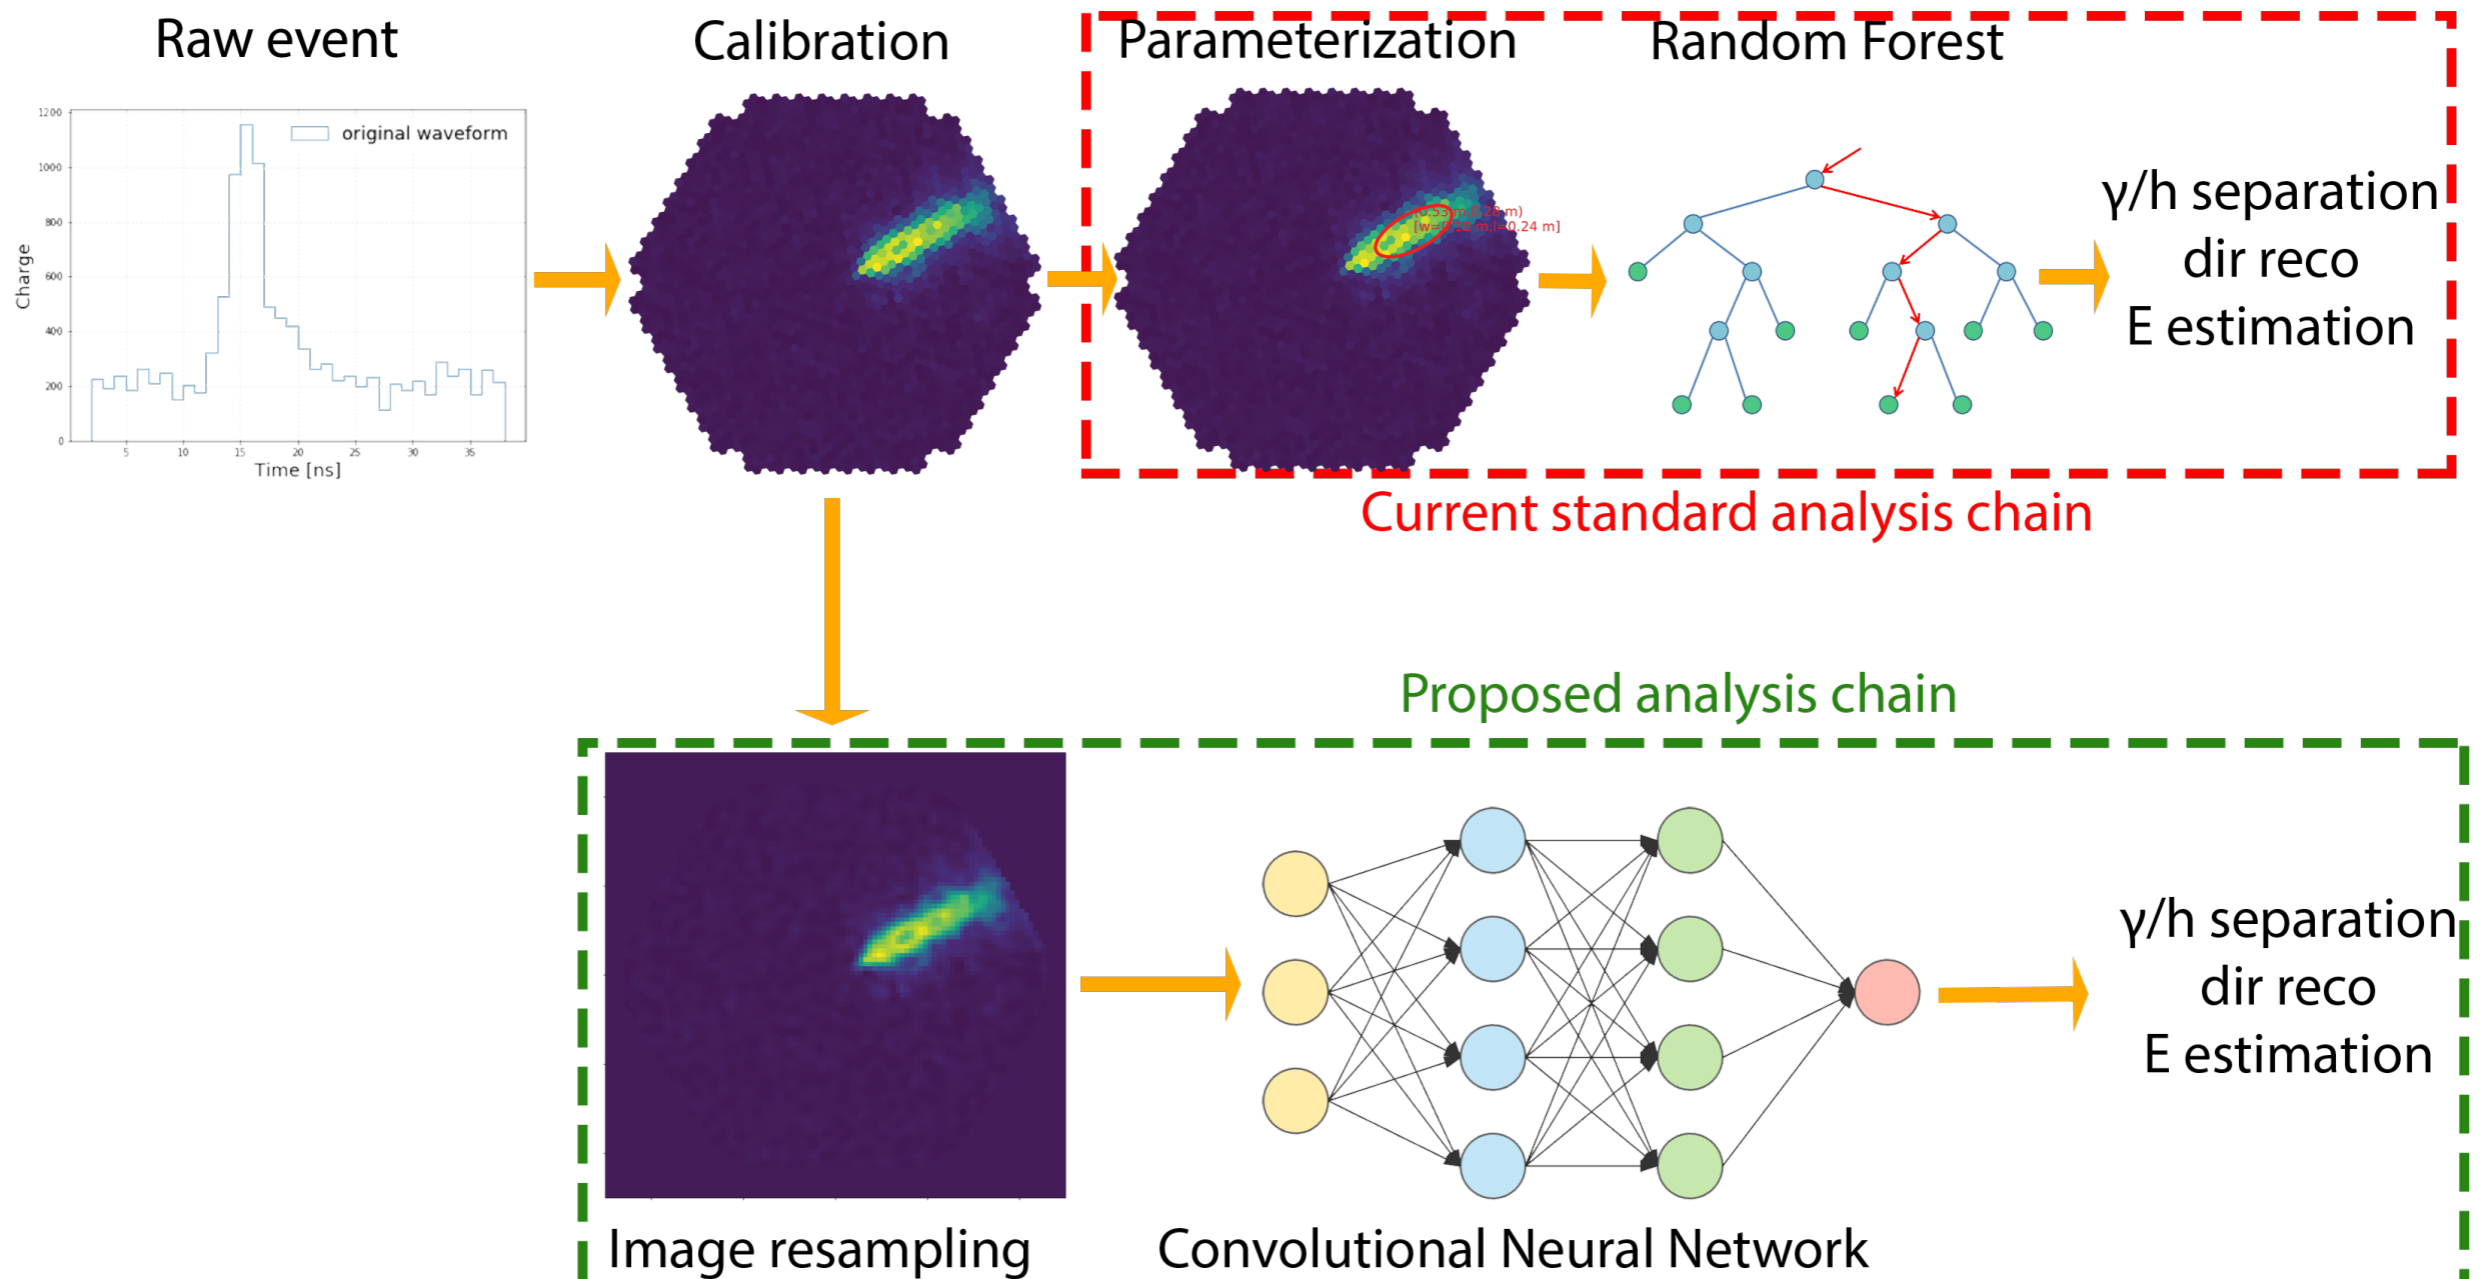 Raw event
Calibration
Parameterization
Random Forest
1200
1000
800
600
400
200
0
Charge
original waveform
5 10 15 20 25 30 35
Time [ns]
m)
m,l=0.24 m]
γ/h separation
dir reco
E estimation
Current standard analysis chain
Proposed analysis chain
γ/h separation
dir reco
E estimation
Image resampling
Convolutional Neural Network